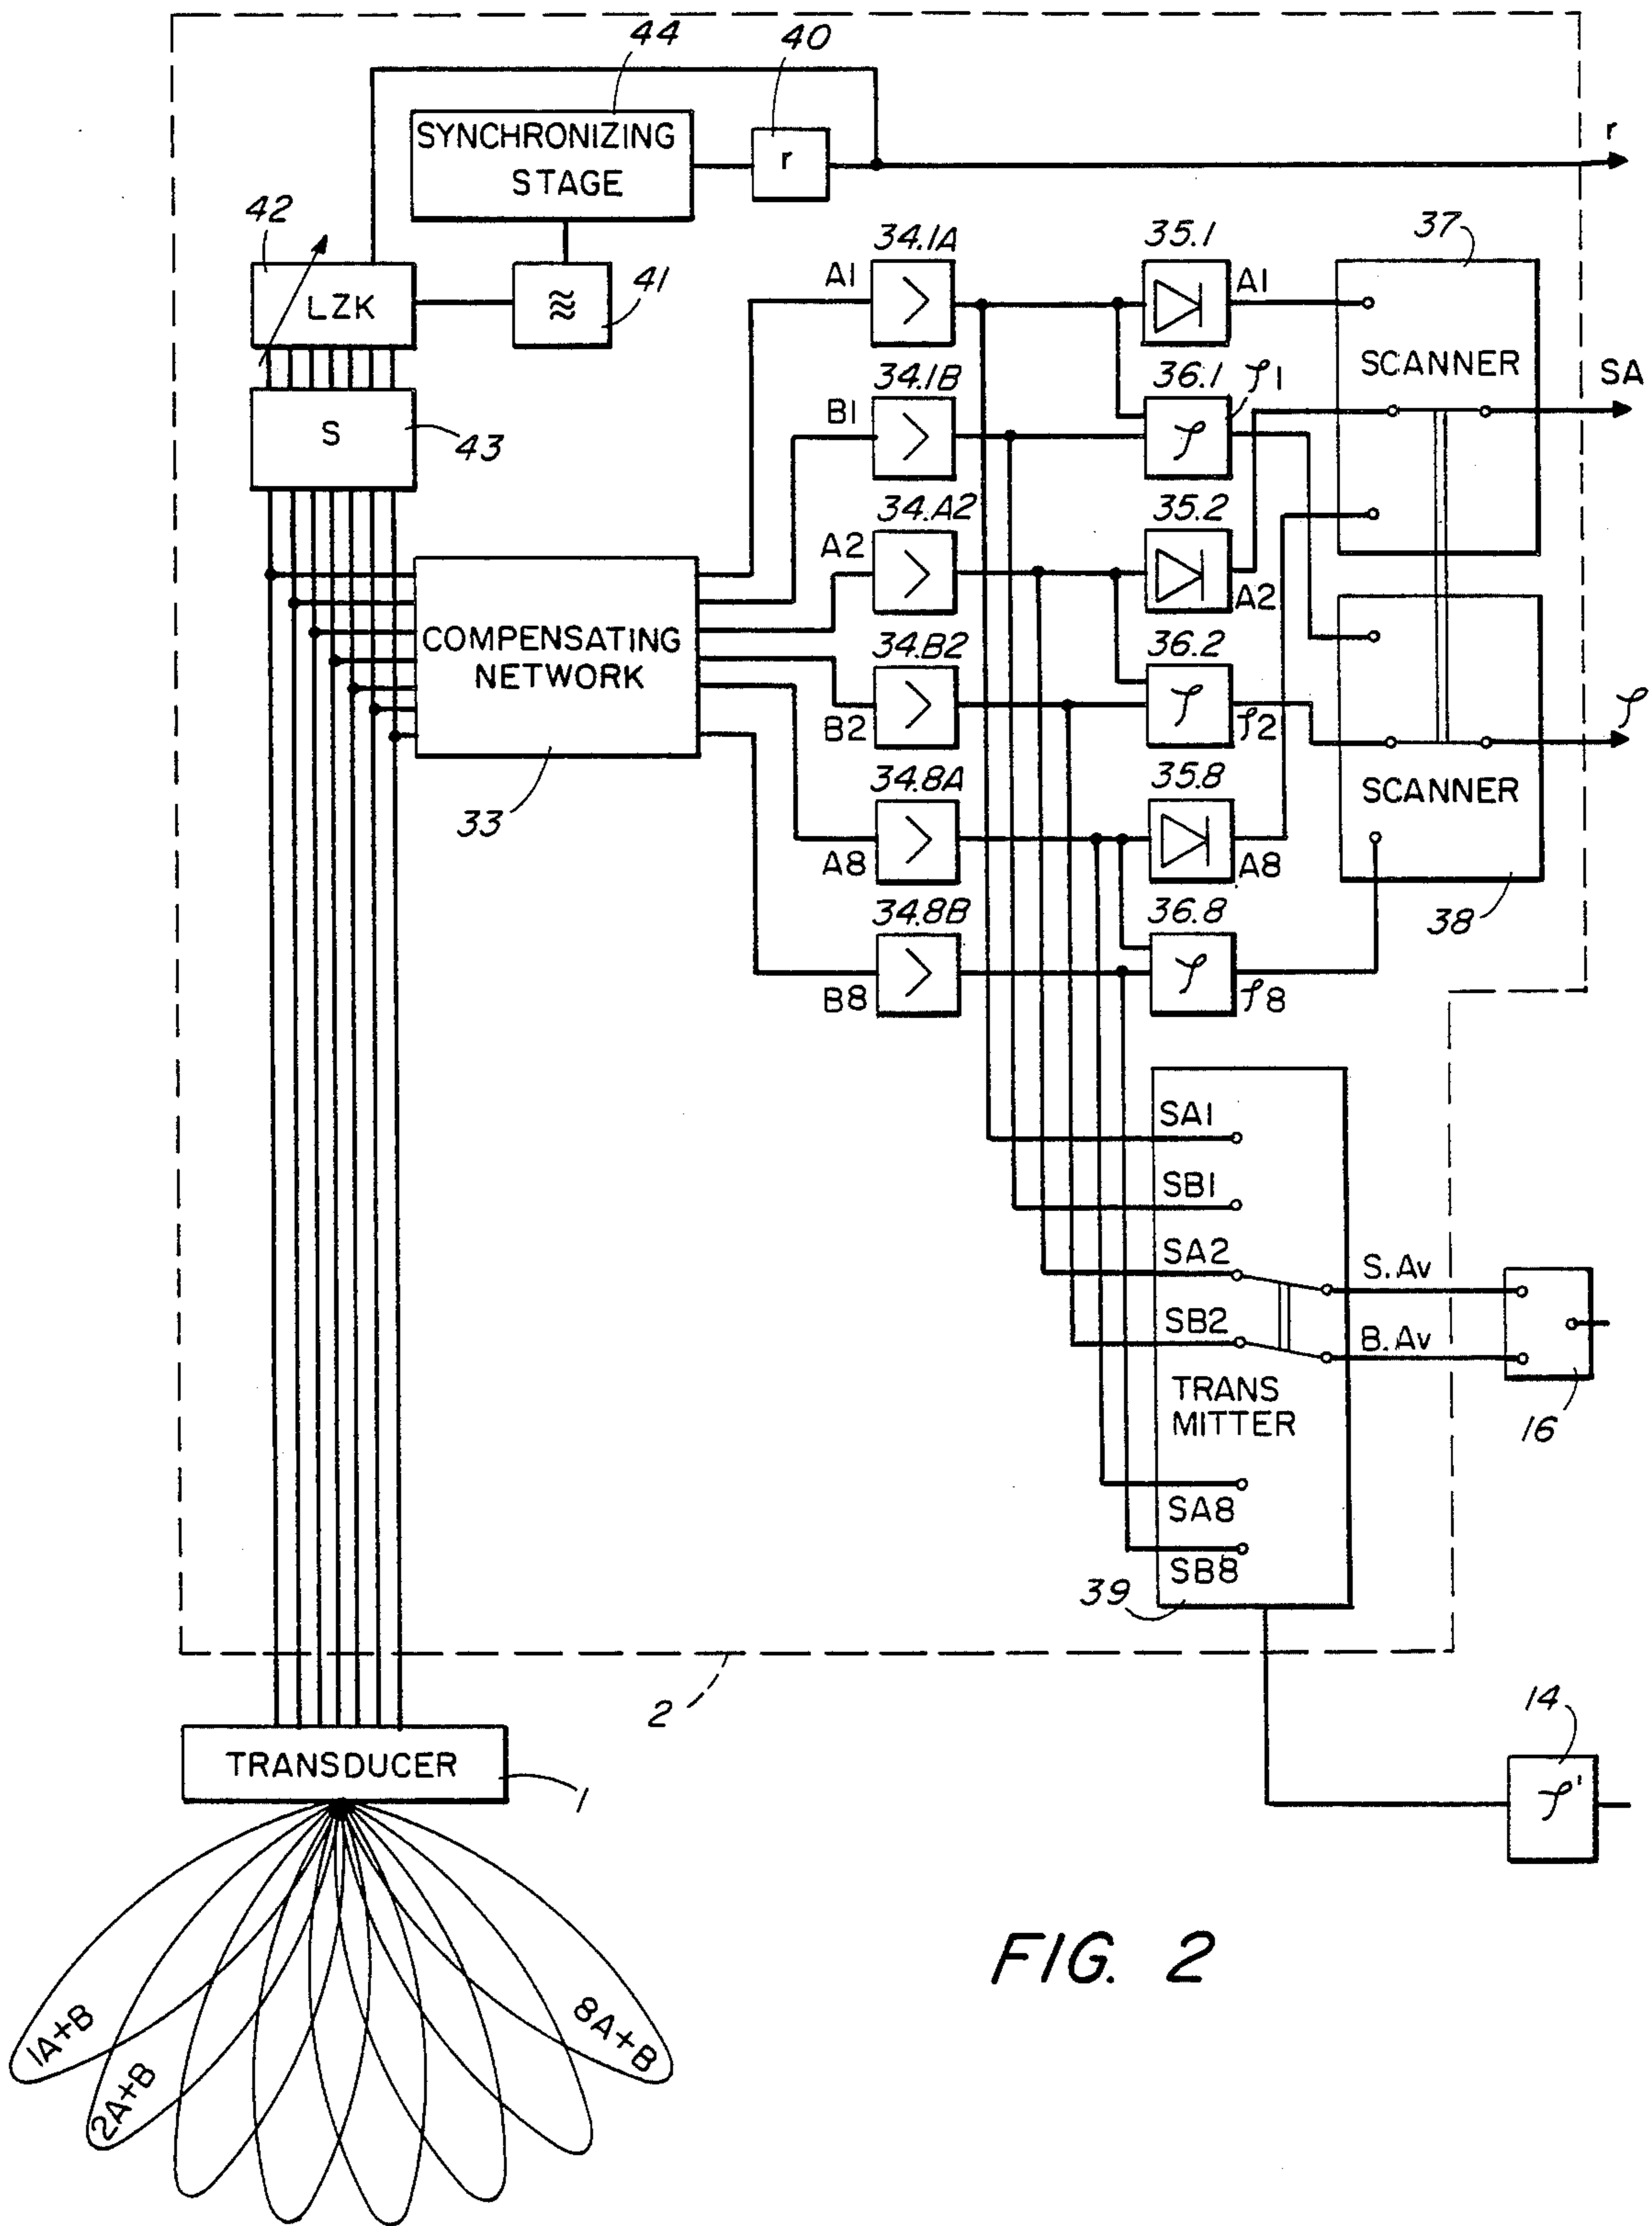 44
40
SYNCHRONIZING
STAGE
r
r
42
LZK
41
34.1A
A1
35.1
A1
37
SCANNER
SA
S
43
34.1B
B1
36.1
φ1
φ
34.A2
A2
35.2
A2
COMPENSATING
NETWORK
33
34.B2
B2
36.2
φ
φ2
φ
34.8A
A8
35.8
A8
SCANNER
38
34.8B
B8
36.8
φ
φ8
SA1
SB1
SA2
S.Av
SB2
B.Av
TRANS
MITTER
16
SA8
SB8
39
2
14
φ'
TRANSDUCER
1
1A+B
2A+B
8A+B
FIG. 2